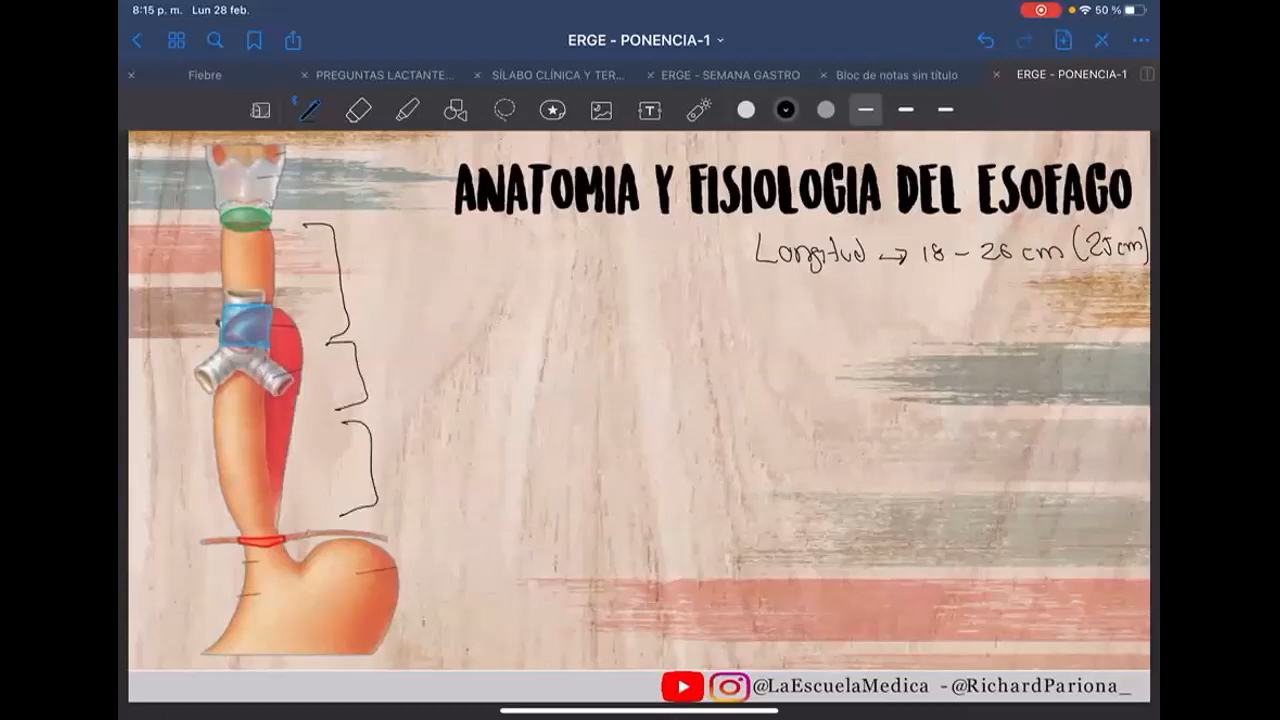 8:15 p. m. Lun 28 feb. 50 %
ERGE - PONENCIA-1
Fiebre PREGUNTAS LACTANTE... SÍLABO CLÍNICA Y TER... ERGE - SEMANA GASTRO Bloc de notas sin título ERGE - PONENCIA-1
ANATOMIA Y FISIOLOGIA DEL ESOFAGO
Longitud → 18 - 26 cm (25cm)
@LaEscuelaMedica - @RichardPariona_